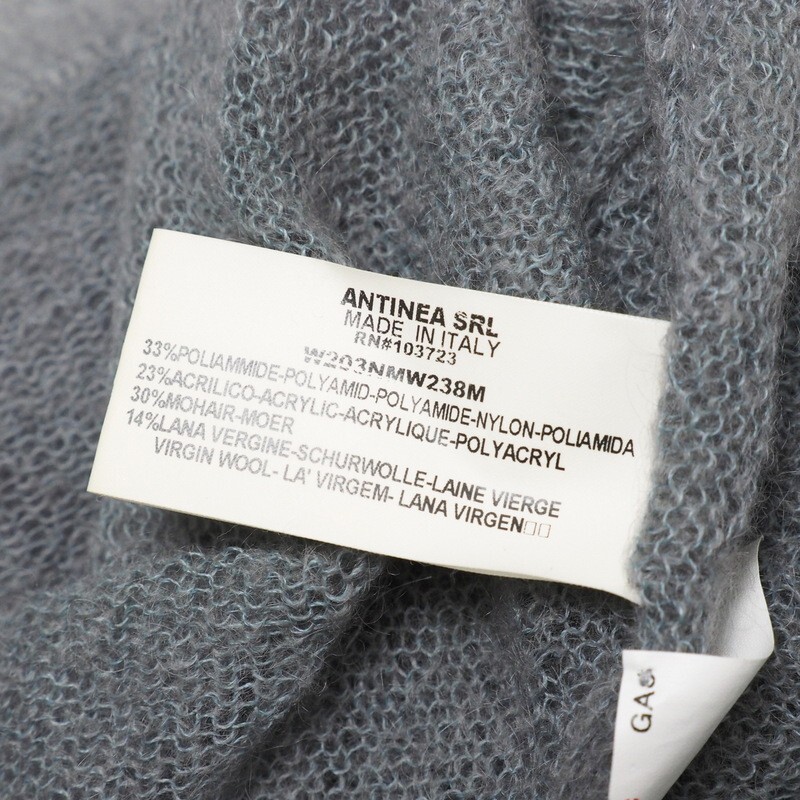 ANTINEA SRL
MADE IN ITALY
RN#103723
W203NMW238M
33%POLIAMMIDE-POLYAMID-POLYAMIDE-NYLON-POLIAMIDA
23%ACRILICO-ACRYLIC-ACRYLIQUE-POLYACRYL
30%MOHAIR-MOER
14%LANA VERGINE-SCHURWOLLE-LAINE VIERGE
VIRGIN WOOL- LA' VIRGEM- LANA VIRGEN□□